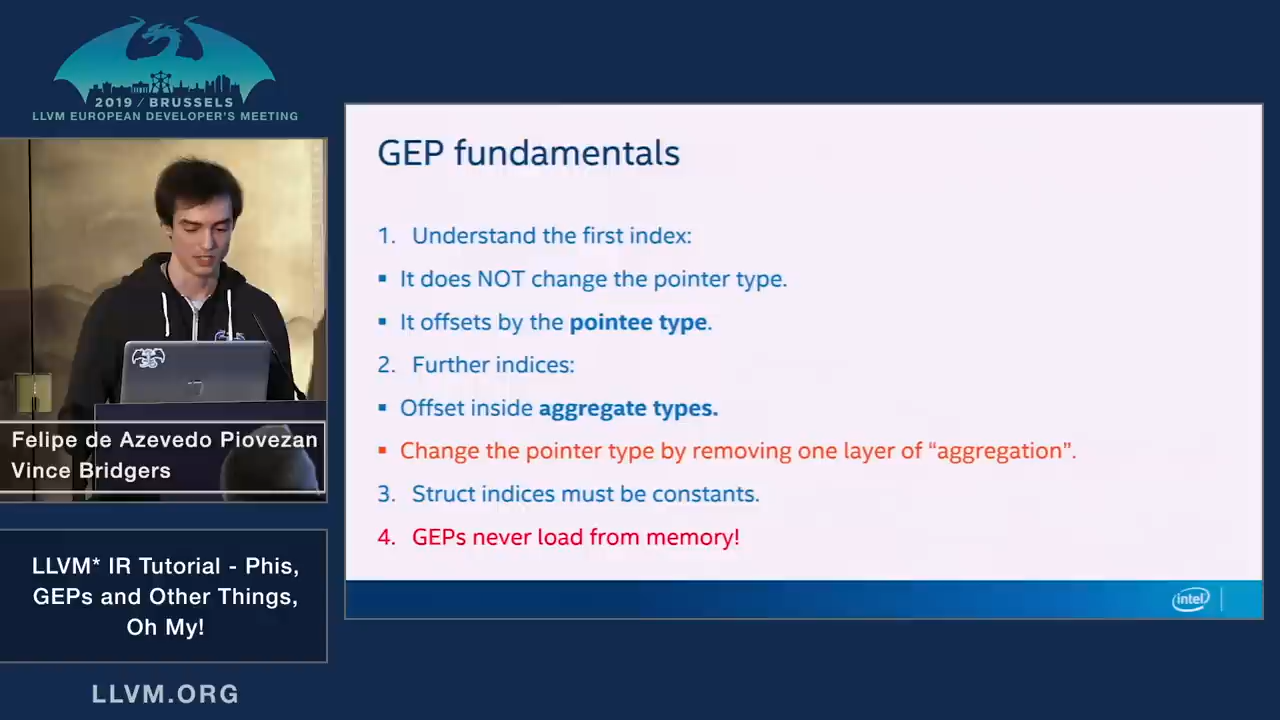 2019 / BRUSSELS
LLVM EUROPEAN DEVELOPER'S MEETING
GEP fundamentals
1. Understand the first index:
▪ It does NOT change the pointer type.
▪ It offsets by the pointee type.
2. Further indices:
▪ Offset inside aggregate types.
▪ Change the pointer type by removing one layer of “aggregation”.
3. Struct indices must be constants.
4. GEPs never load from memory!
intel
Felipe de Azevedo Piovezan
Vince Bridgers
LLVM* IR Tutorial - Phis,
GEPs and Other Things,
Oh My!
LLVM.ORG